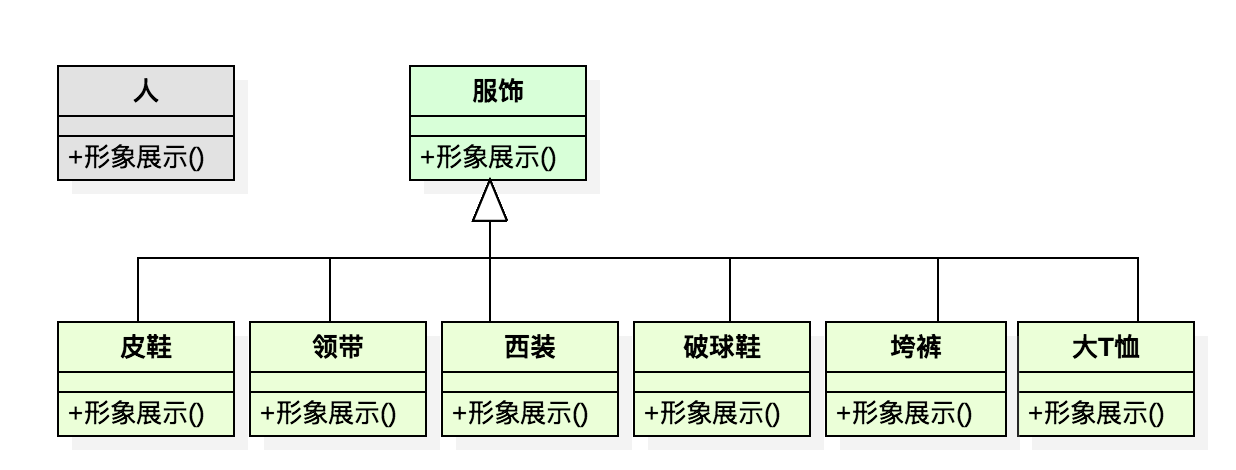 人
+形象展示()
服饰
+形象展示()
皮鞋
+形象展示()
领带
+形象展示()
西装
+形象展示()
破球鞋
+形象展示()
垮裤
+形象展示()
大T恤
+形象展示()